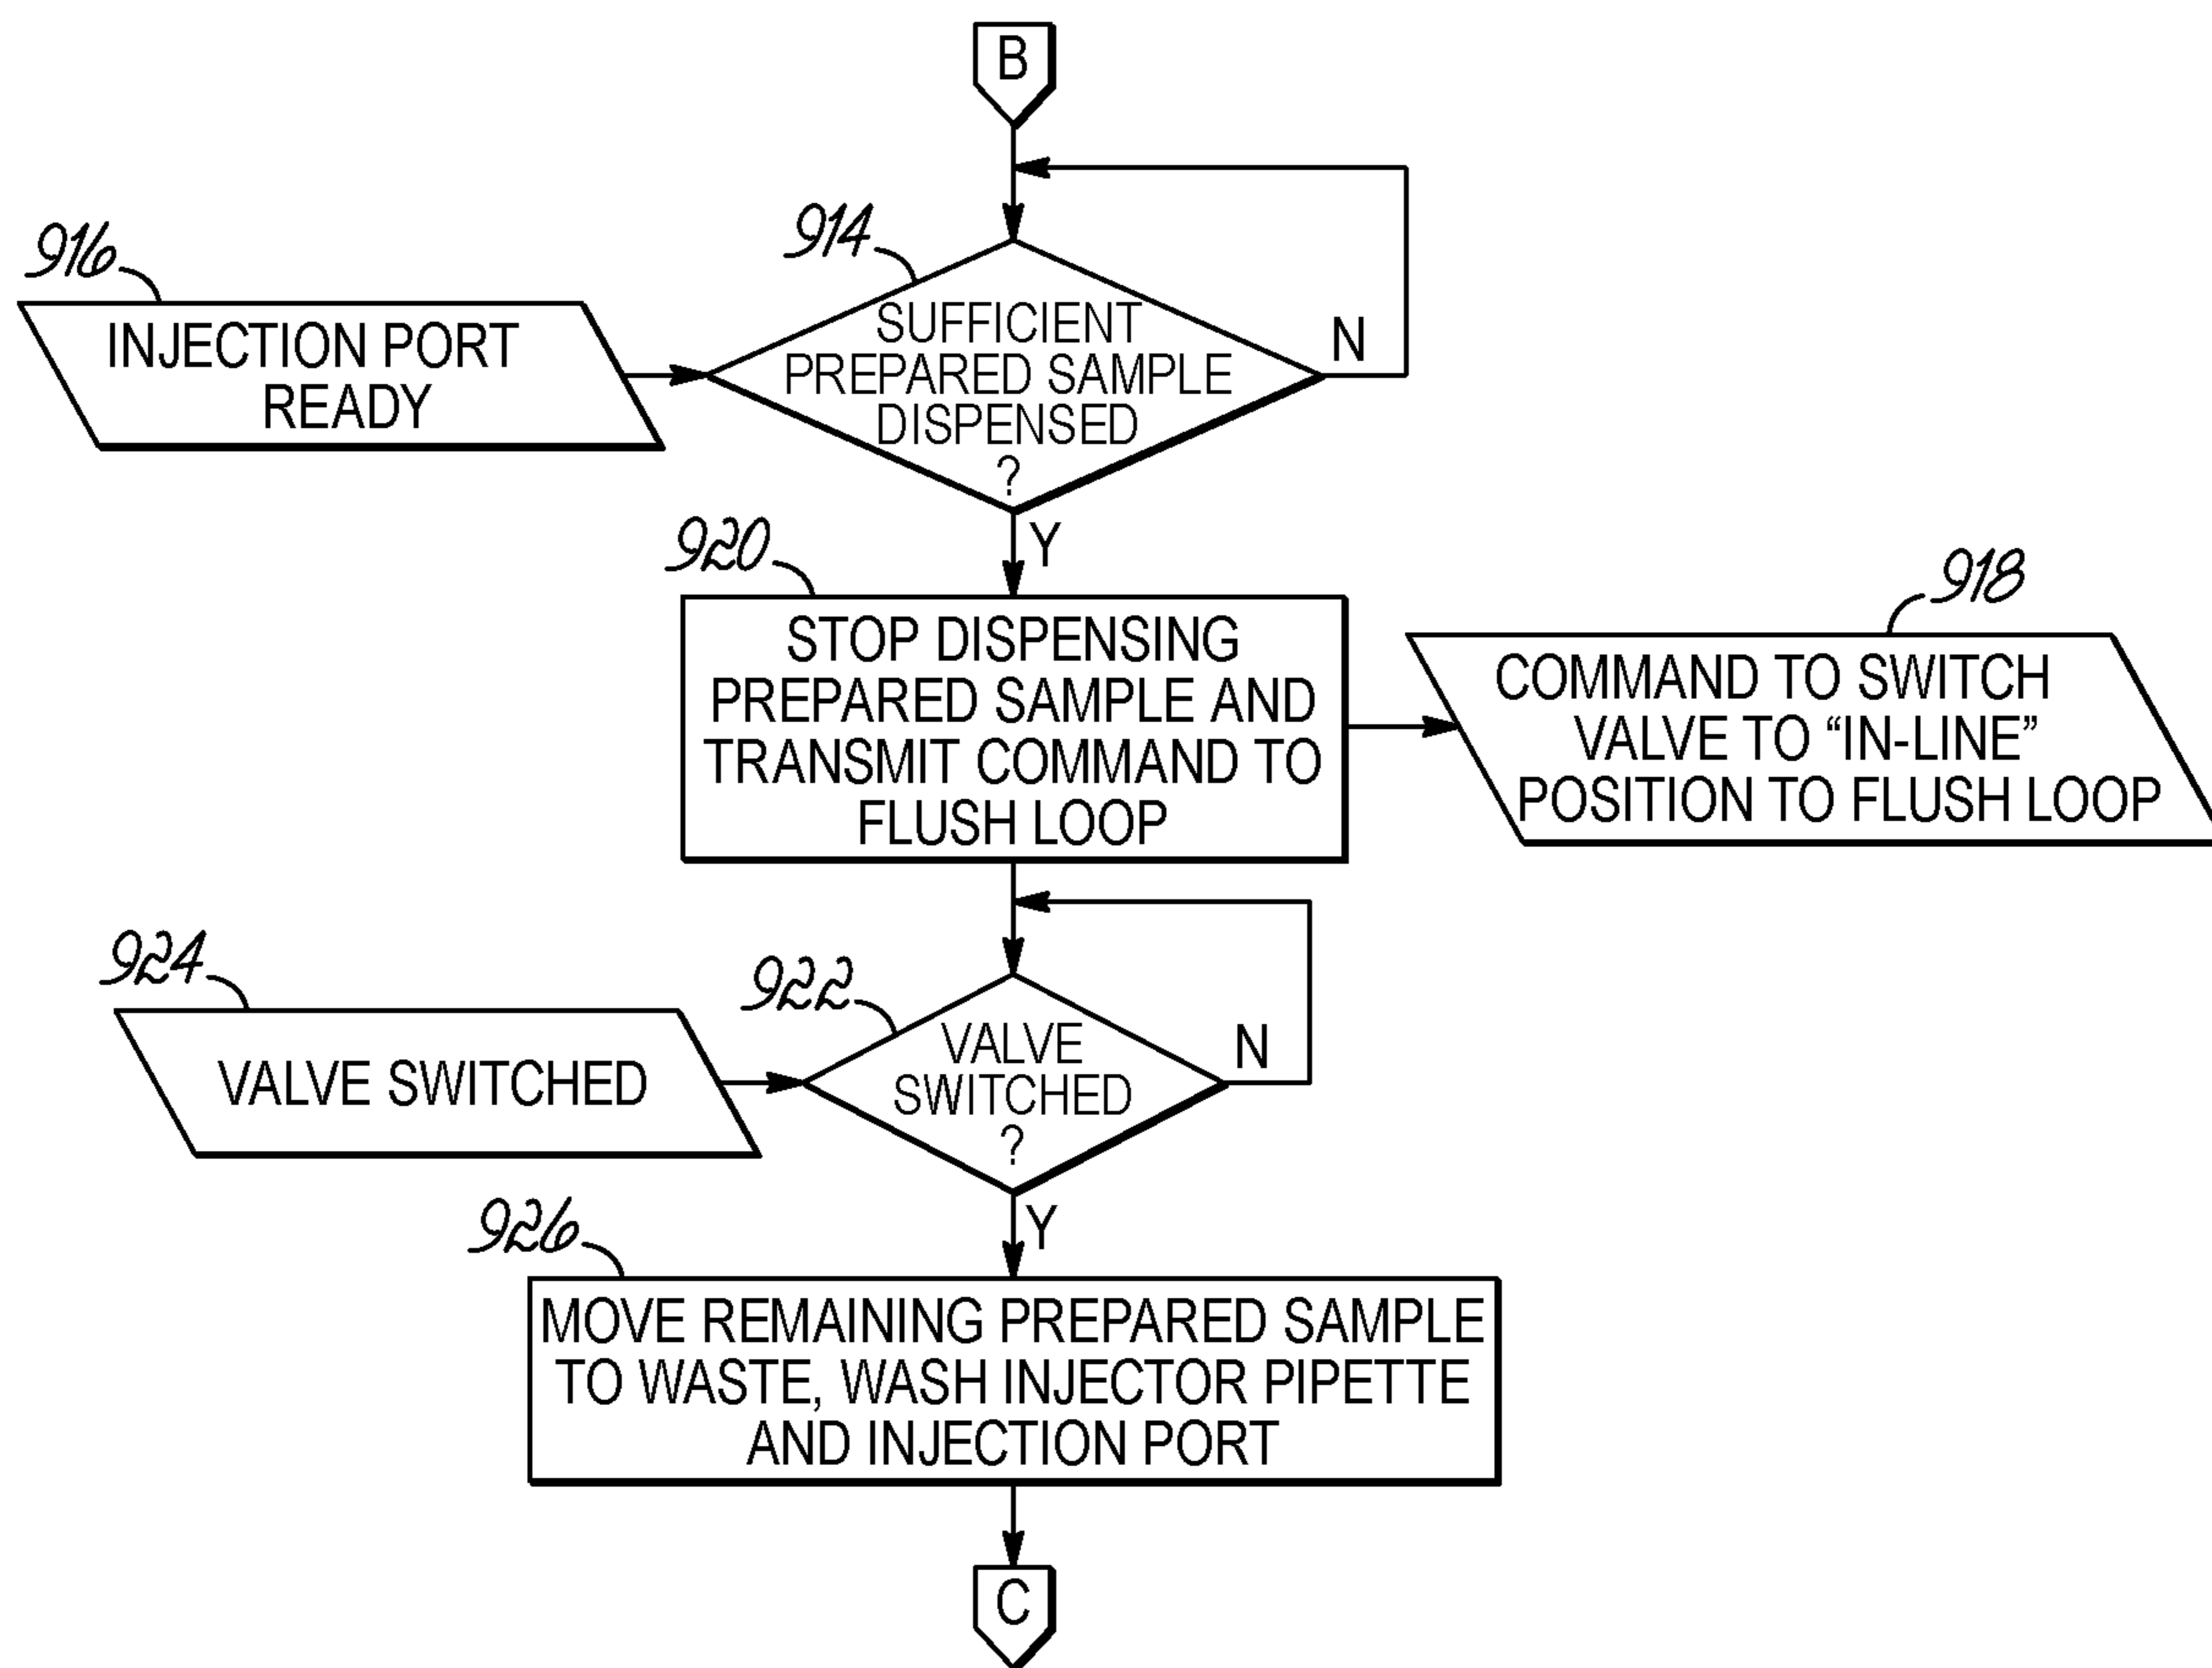 B
914
916
SUFFICIENT
PREPARED SAMPLE
DISPENSED
?
N
INJECTION PORT
READY
Y
920
918
STOP DISPENSING
PREPARED SAMPLE AND
TRANSMIT COMMAND TO
FLUSH LOOP
COMMAND TO SWITCH
VALVE TO “IN-LINE”
POSITION TO FLUSH LOOP
924
922
VALVE SWITCHED
VALVE
SWITCHED
?
N
Y
926
MOVE REMAINING PREPARED SAMPLE
TO WASTE, WASH INJECTOR PIPETTE
AND INJECTION PORT
C